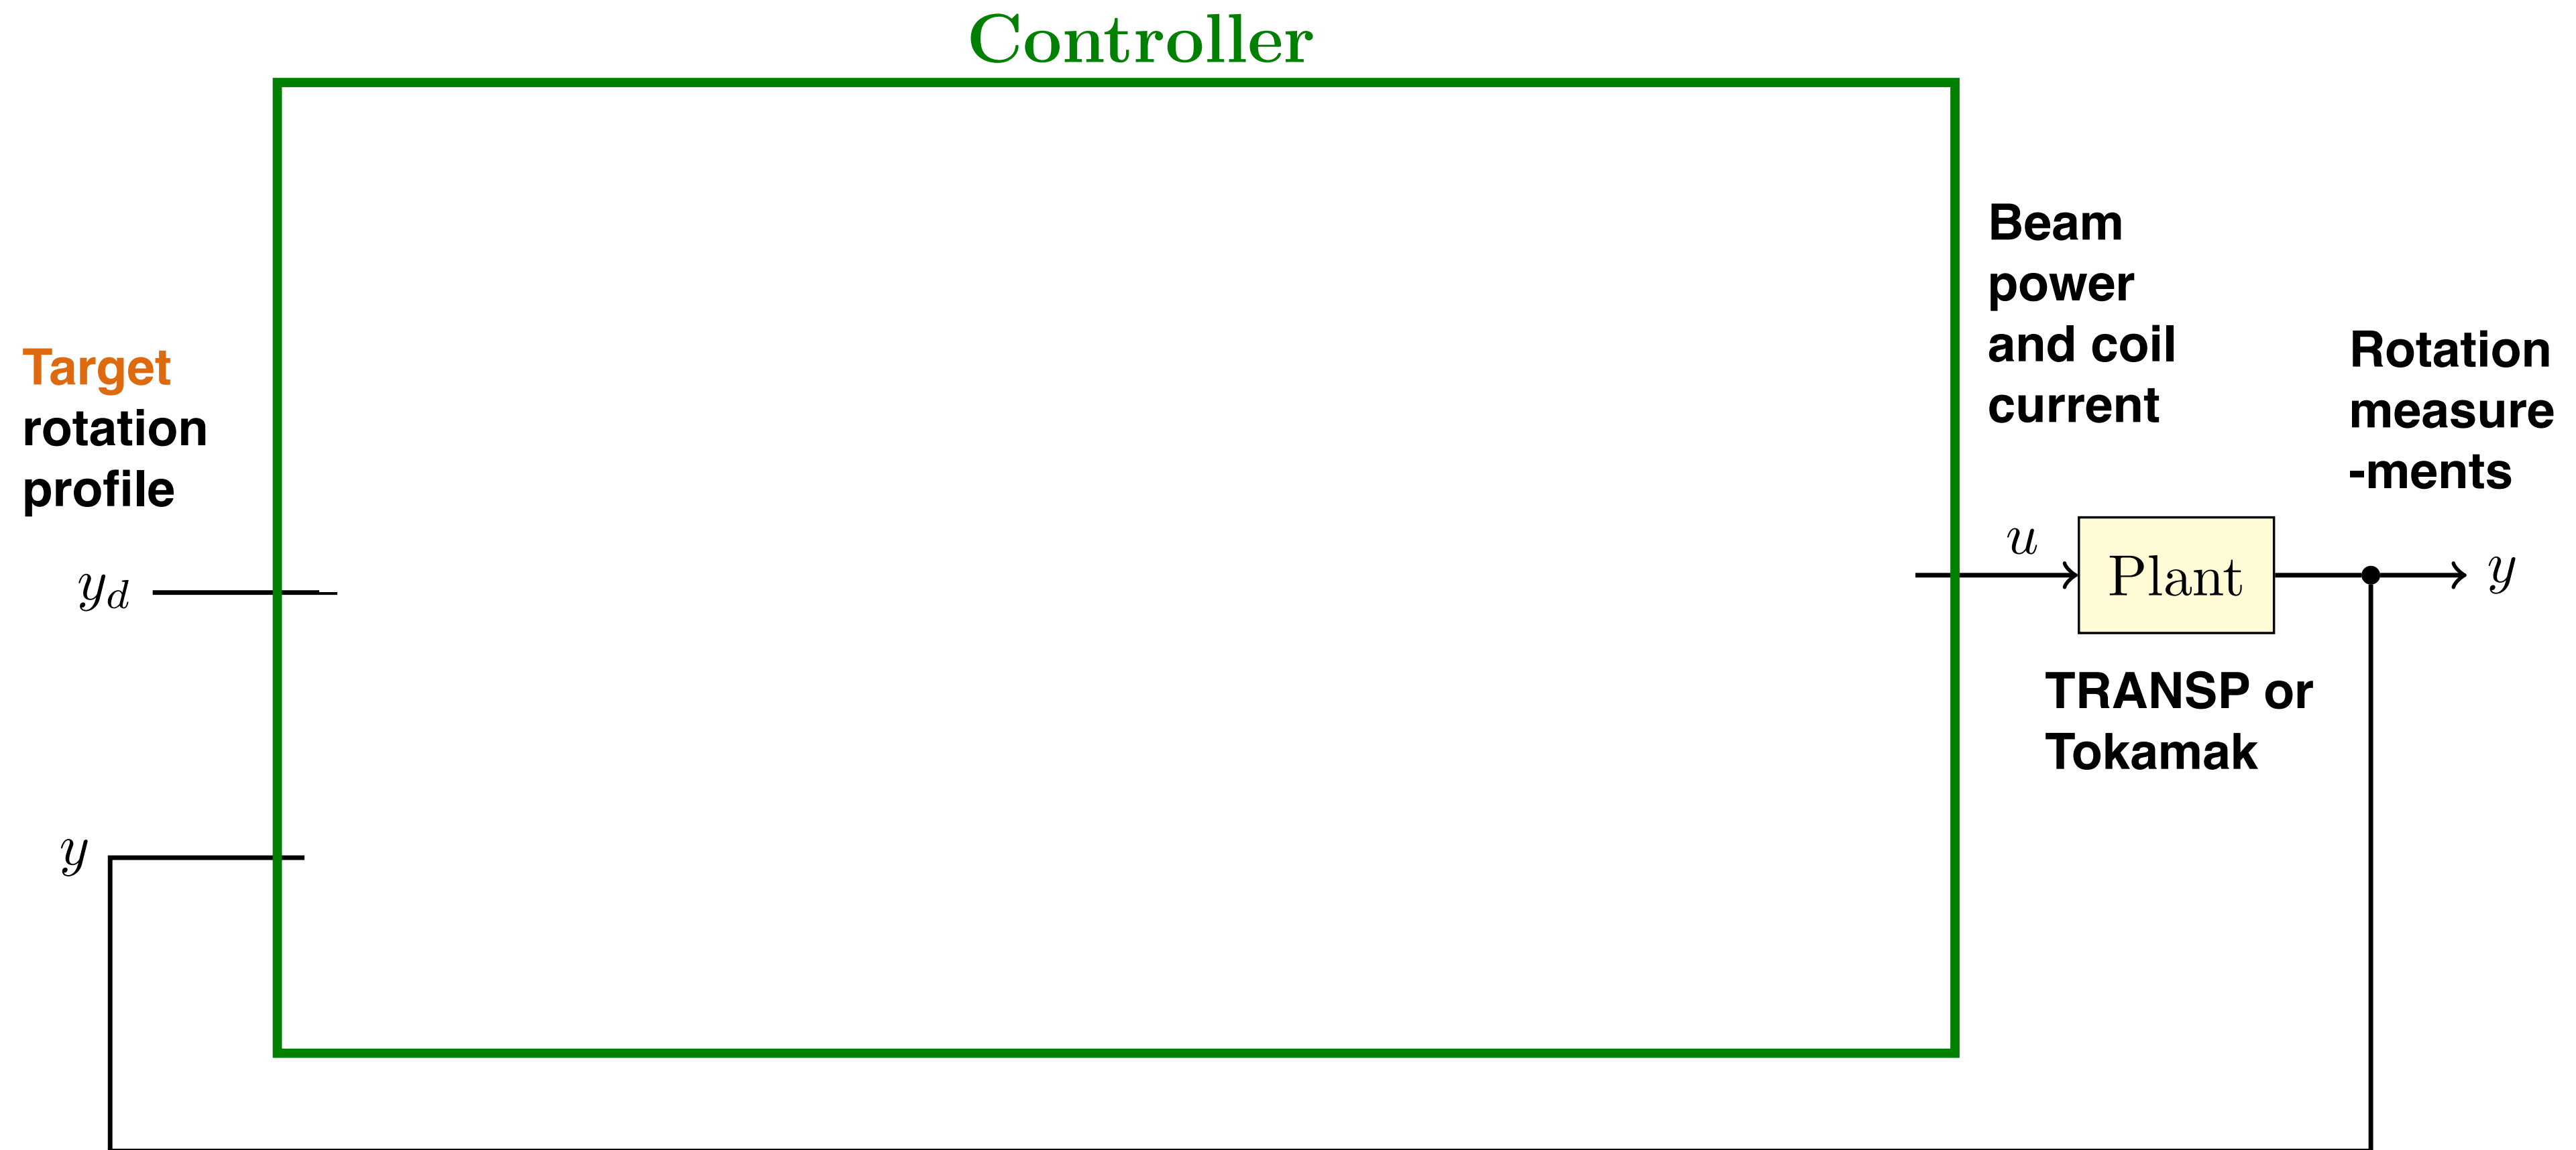 Controller
Target
rotation
profile
y_d
y
Beam
power
and coil
current
u
Plant
TRANSP or
Tokamak
Rotation
measure
-ments
y